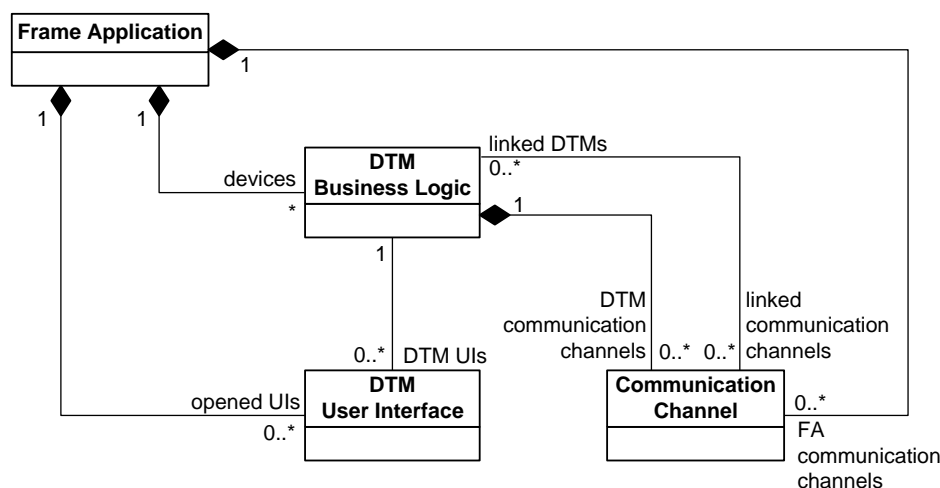 Frame Application
1
1
1
linked DTMs
0..*
DTM
Business Logic
devices
*
1
1
DTM
communication
channels
0..*
linked
communication
channels
0..*
0..*
DTM UIs
DTM
User Interface
opened UIs
0..*
Communication
Channel
0..*
FA
communication
channels